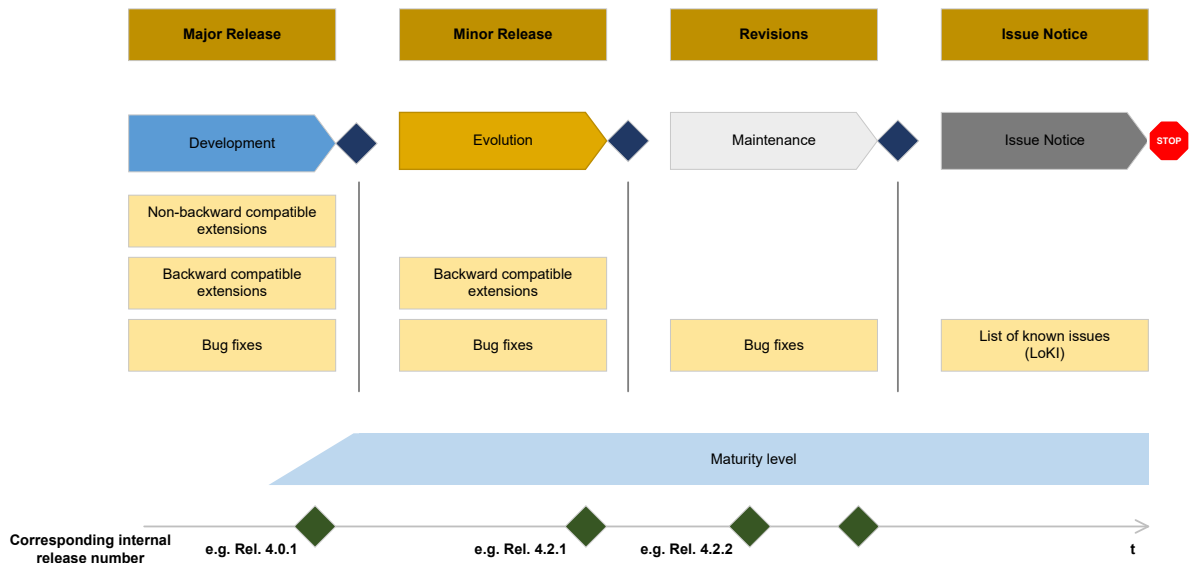 Major Release
Minor Release
Revisions
Issue Notice
Development
Evolution
Maintenance
Issue Notice
STOP
Non-backward compatible
extensions
Backward compatible
extensions
Backward compatible
extensions
Bug fixes
Bug fixes
Bug fixes
List of known issues
(LoKI)
Maturity level
Corresponding internal
release number
e.g. Rel. 4.0.1
e.g. Rel. 4.2.1
e.g. Rel. 4.2.2
t